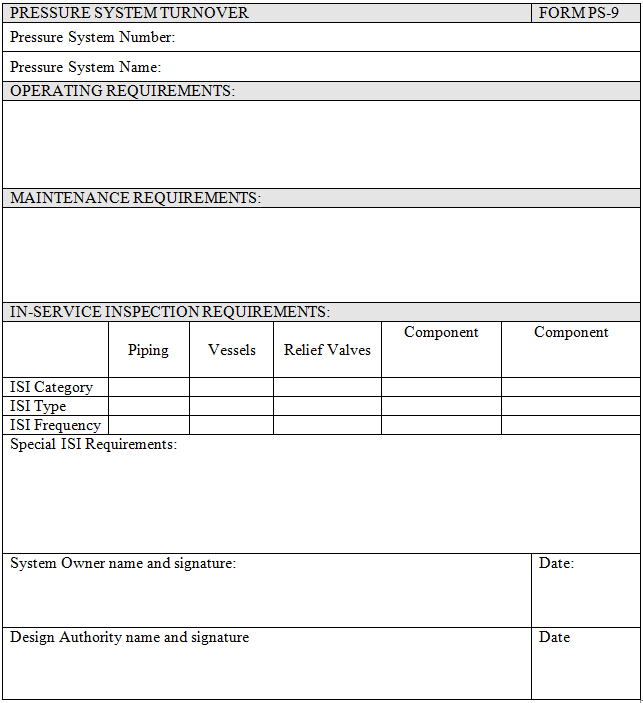 PRESSURE SYSTEM TURNOVER FORM PS-9
Pressure System Number:
Pressure System Name:
OPERATING REQUIREMENTS:
MAINTENANCE REQUIREMENTS:
IN-SERVICE INSPECTION REQUIREMENTS:
Piping Vessels Relief Valves Component Component
ISI Category
ISI Type
ISI Frequency
Special ISI Requirements:
System Owner name and signature: Date:
Design Authority name and signature Date